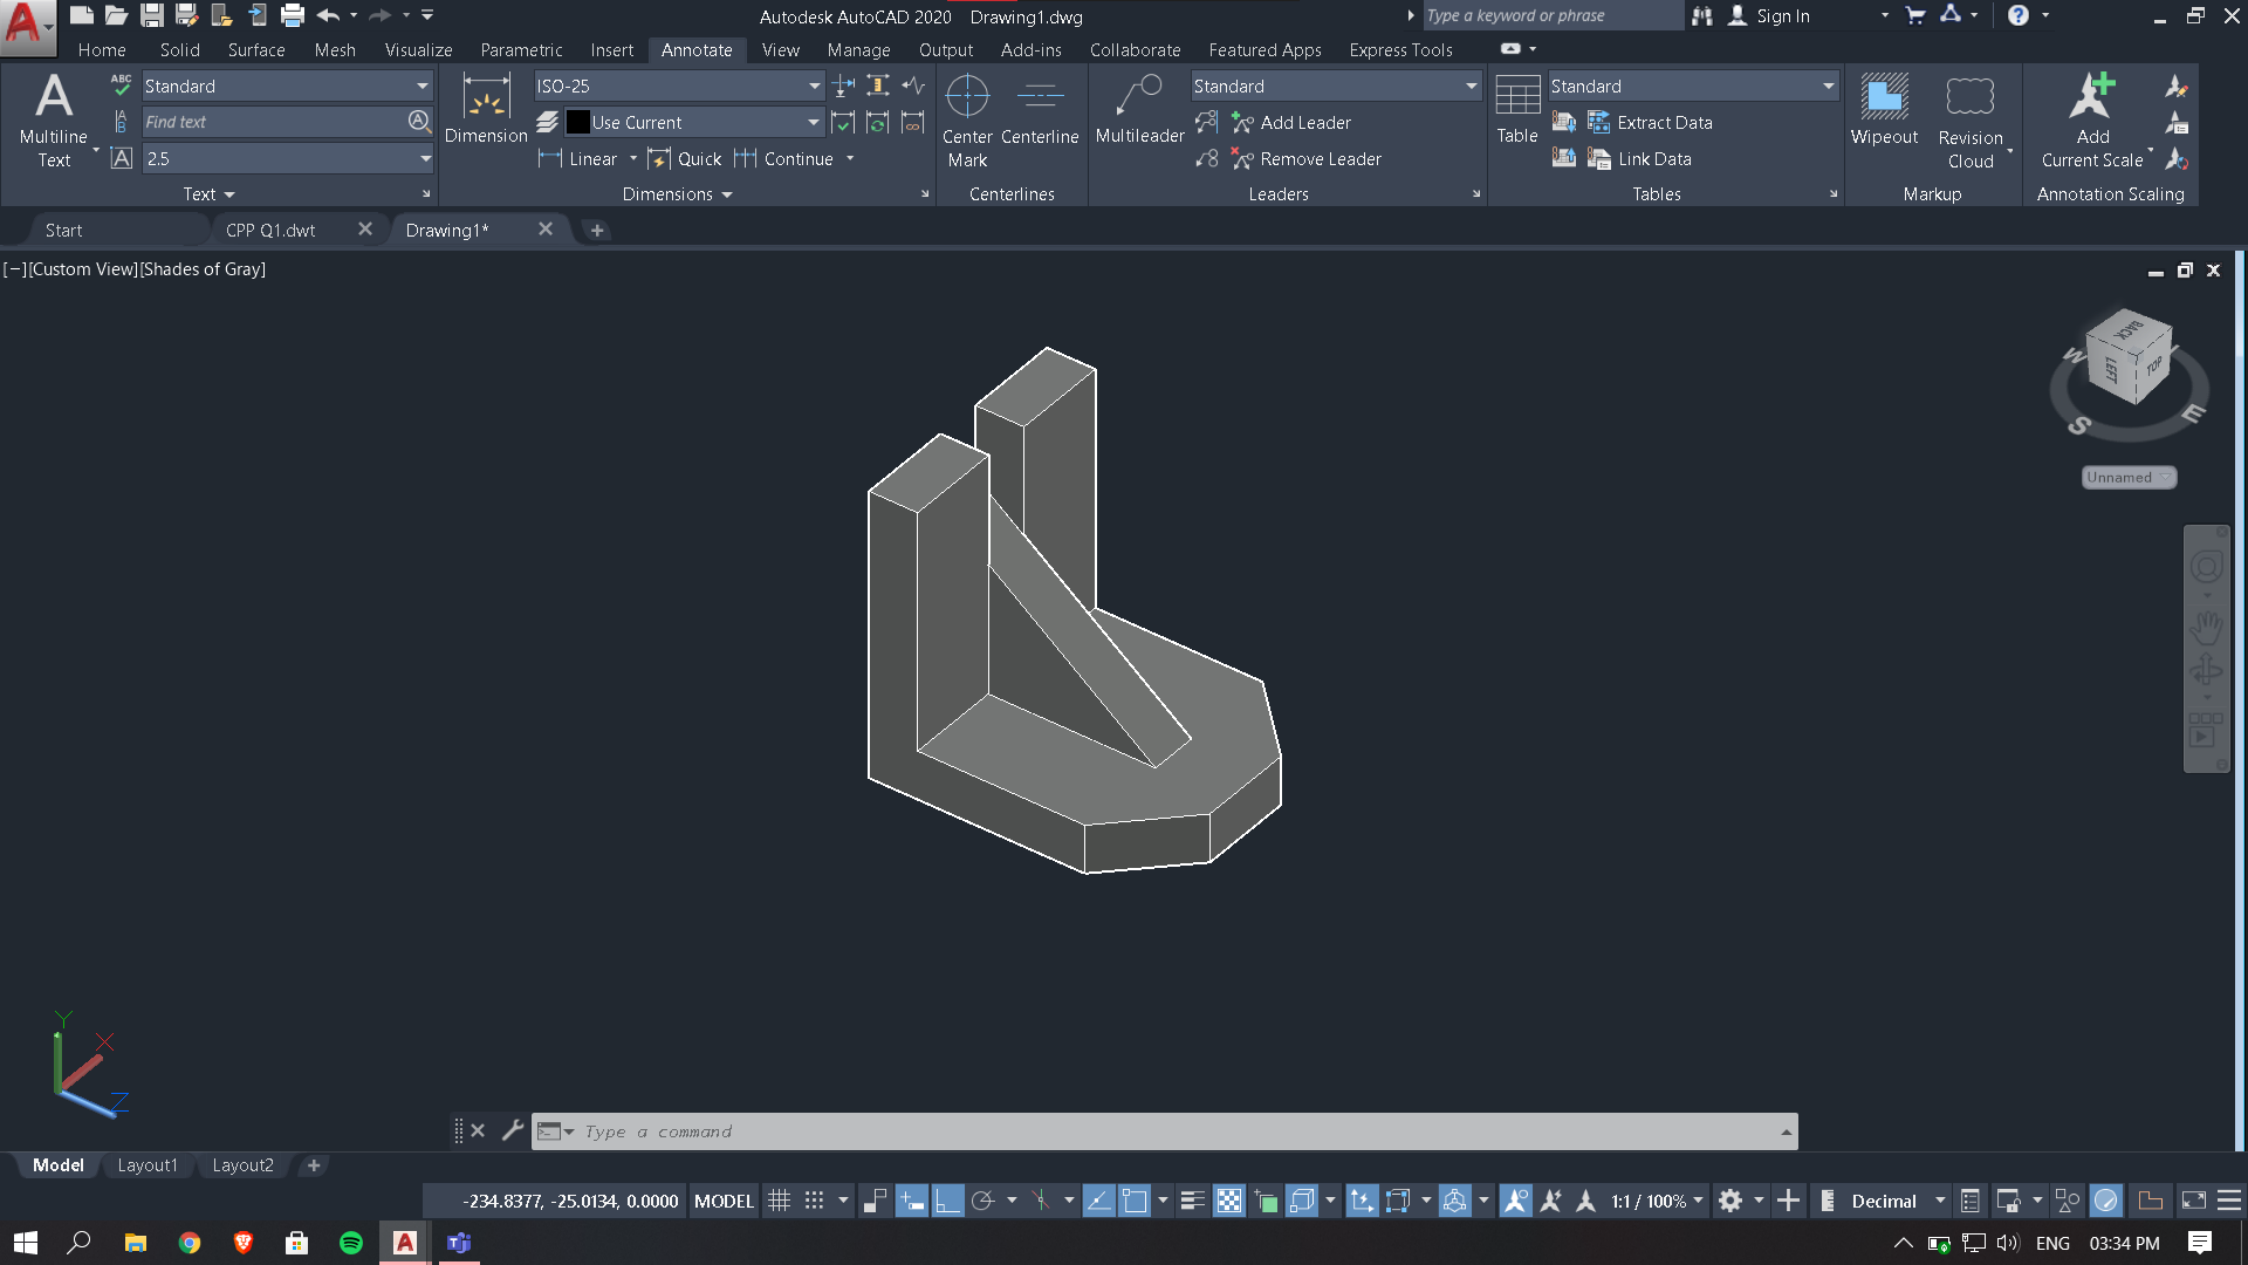 Autodesk AutoCAD 2020 Drawing1.dwg
Type a keyword or phrase
Sign In
Home Solid Surface Mesh Visualize Parametric Insert Annotate View Manage Output Add-ins Collaborate Featured Apps Express Tools
Multiline Text
ABC
Standard
Find text
2.5
Text
Dimension
ISO-25
Use Current
Linear Quick Continue
Dimensions
Center Mark Centerline
Centerlines
Multileader
Standard
Add Leader
Remove Leader
Leaders
Table
Standard
Extract Data
Link Data
Tables
Wipeout
Revision Cloud
Markup
Add Current Scale
Annotation Scaling
Start CPP Q1.dwt Drawing1*
[−][Custom View][Shades of Gray]
BACK
LEFT
TOP
W
S
E
Unnamed
Y
X
Z
Type a command
Model Layout1 Layout2
-234.8377, -25.0134, 0.0000 MODEL 1:1 / 100% Decimal
ENG 03:34 PM